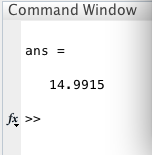 Command Window
ans =
14.9915
fx >>